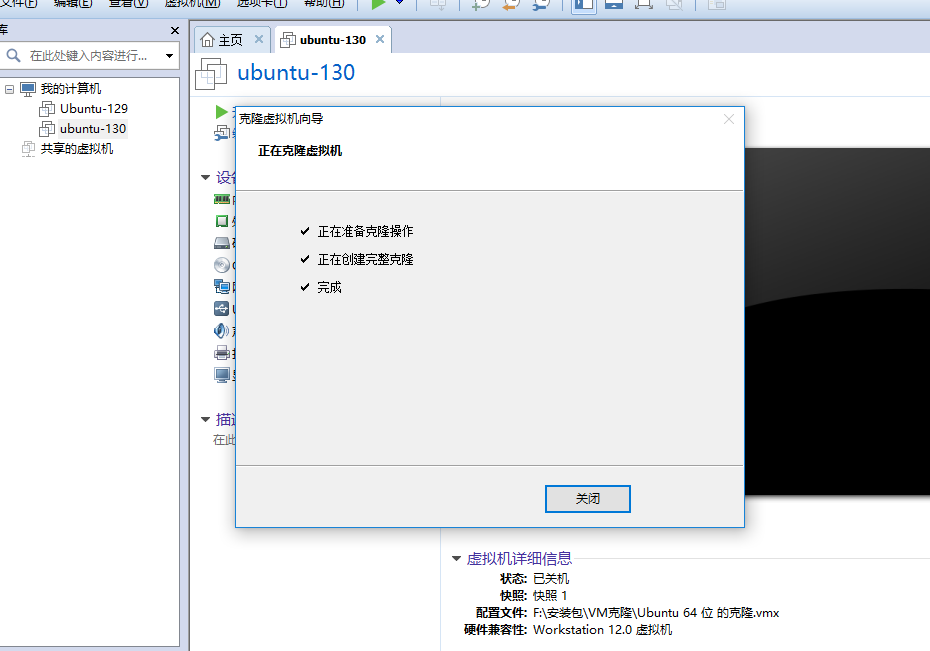 文件(F) 编辑(E) 查看(V) 虚拟机(M) 选项卡(T) 帮助(H)
库
在此处键入内容进行...
我的计算机
Ubuntu-129
ubuntu-130
共享的虚拟机
主页
ubuntu-130
ubuntu-130
克隆虚拟机向导
正在克隆虚拟机
正在准备克隆操作
正在创建完整克隆
完成
关闭
设备
描述
在此
虚拟机详细信息
状态: 已关机
快照: 快照 1
配置文件: F:\安装包\VM克隆\Ubuntu 64 位 的克隆.vmx
硬件兼容性: Workstation 12.0 虚拟机